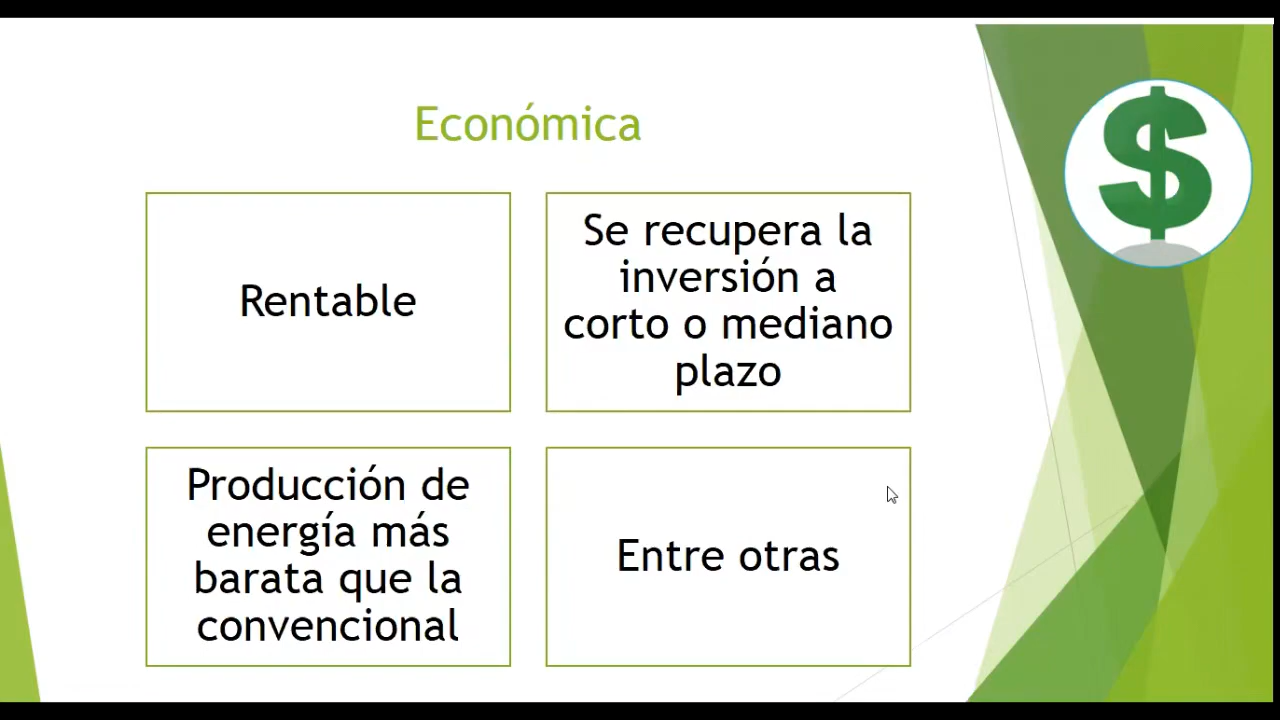 Económica
Rentable
Se recupera la
inversión a
corto o mediano
plazo
Producción de
energía más
barata que la
convencional
Entre otras
$